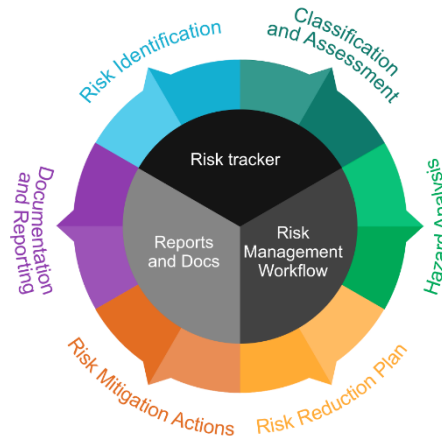 Risk Identification
Classification
and Assessment
Hazard Analysis
Risk Reduction Plan
Risk Mitigation Actions
Documentation
and Reporting
Risk tracker
Risk
Management
Workflow
Reports
and Docs